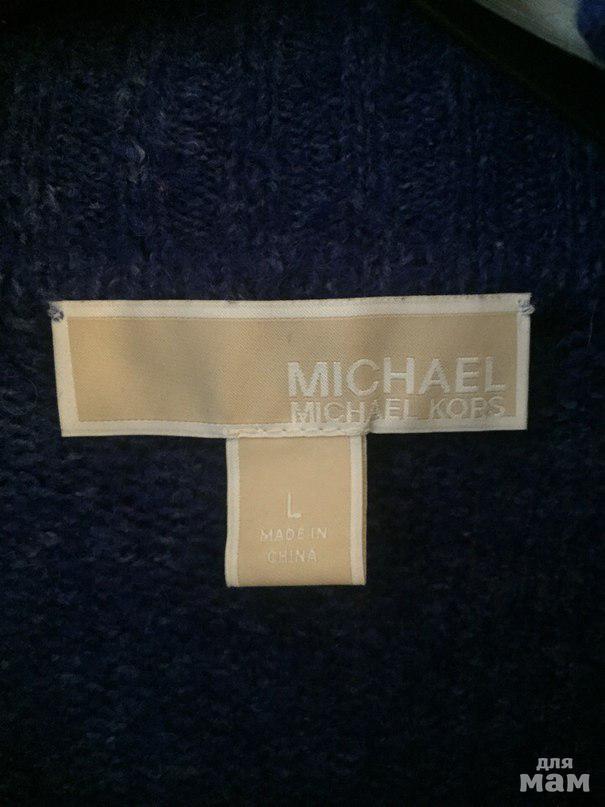 MICHAEL
MICHAEL KORS
L
MADE IN
CHINA
для
мам